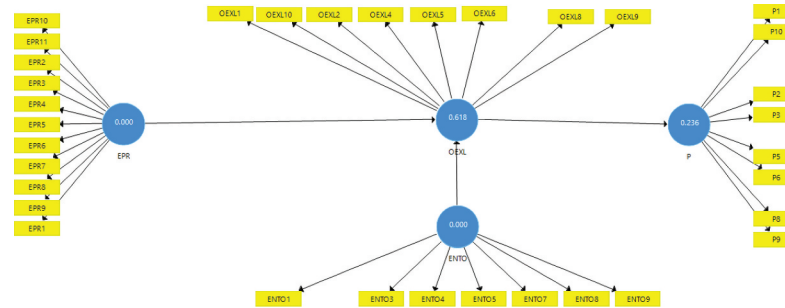 OEXL1
OEXL10
OEXL2
OEXL4
OEXL5
OEXL6
OEXL8
OEXL9
EPR10
EPR11
EPR2
EPR3
EPR4
EPR5
EPR6
EPR7
EPR8
EPR9
EPR1
0.000
EPR
0.618
OEXL
0.236
P
P1
P10
P2
P3
P5
P6
P8
P9
0.000
ENTO
ENTO1
ENTO3
ENTO4
ENTO5
ENTO7
ENTO8
ENTO9